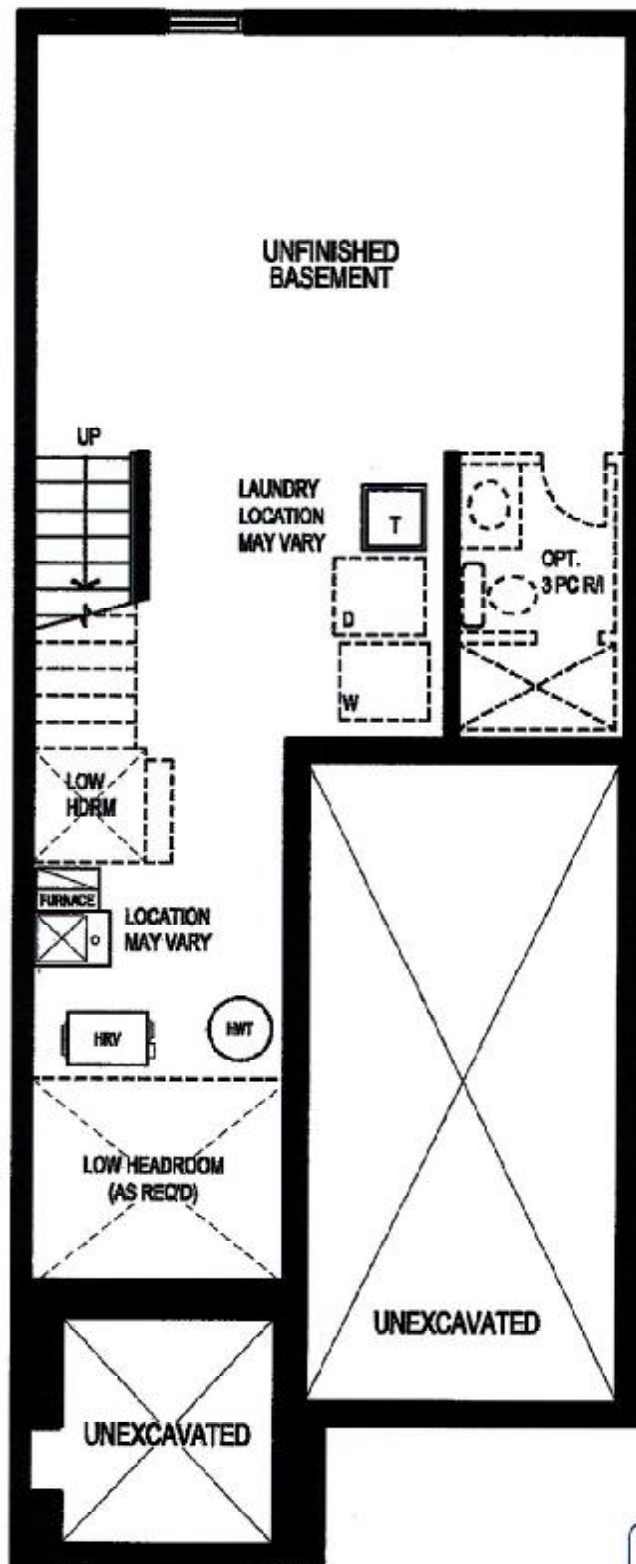 UNFINISHED
BASEMENT
UP
LAUNDRY
LOCATION
MAY VARY
T
OPT.
3 PC R/I
D
W
LOW
HDRM
FURNACE
LOCATION
MAY VARY
HRV
HWT
LOW HEADROOM
(AS REQ'D)
UNEXCAVATED
UNEXCAVATED